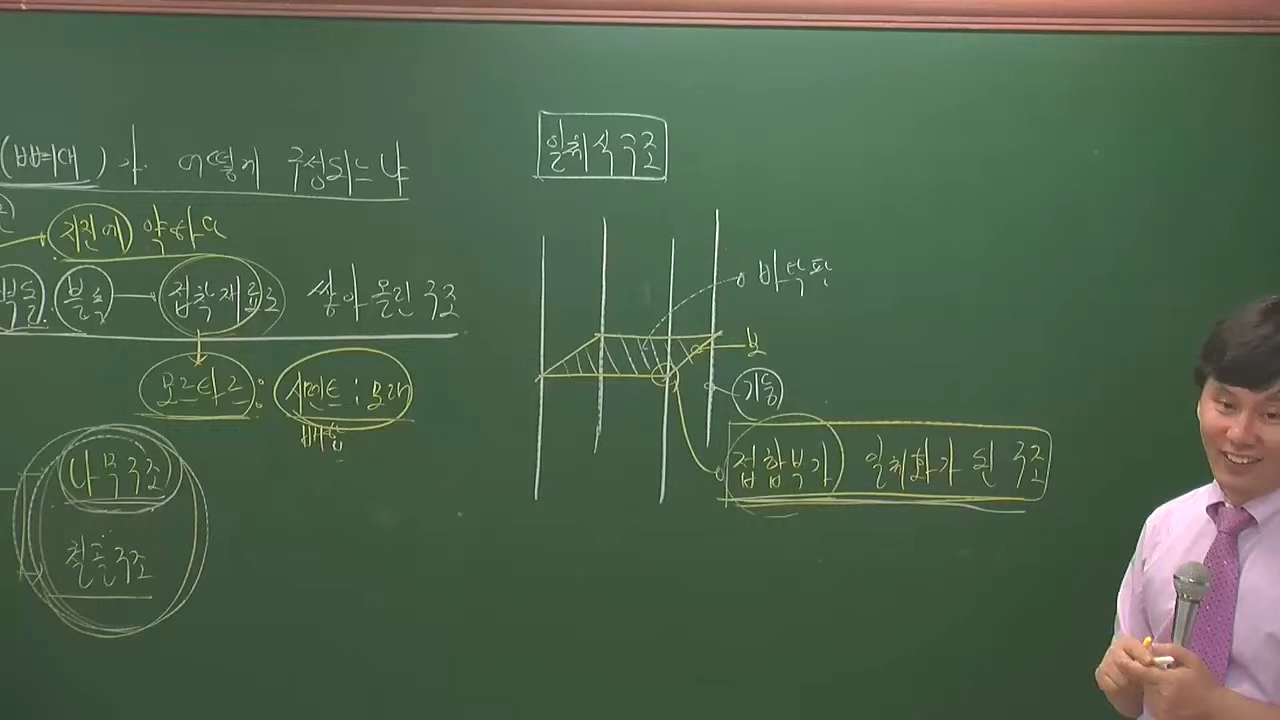 (뼈대)가 어떻게 구성되느냐
지진에 약하다
벽돌, 블록 접착재료로 쌓아올린 구조
모르타르 : 시멘트 : 모래
배합
나무구조
철골구조
일체식구조
바닥판
보
기둥
접합부가 일체화가 된 구조